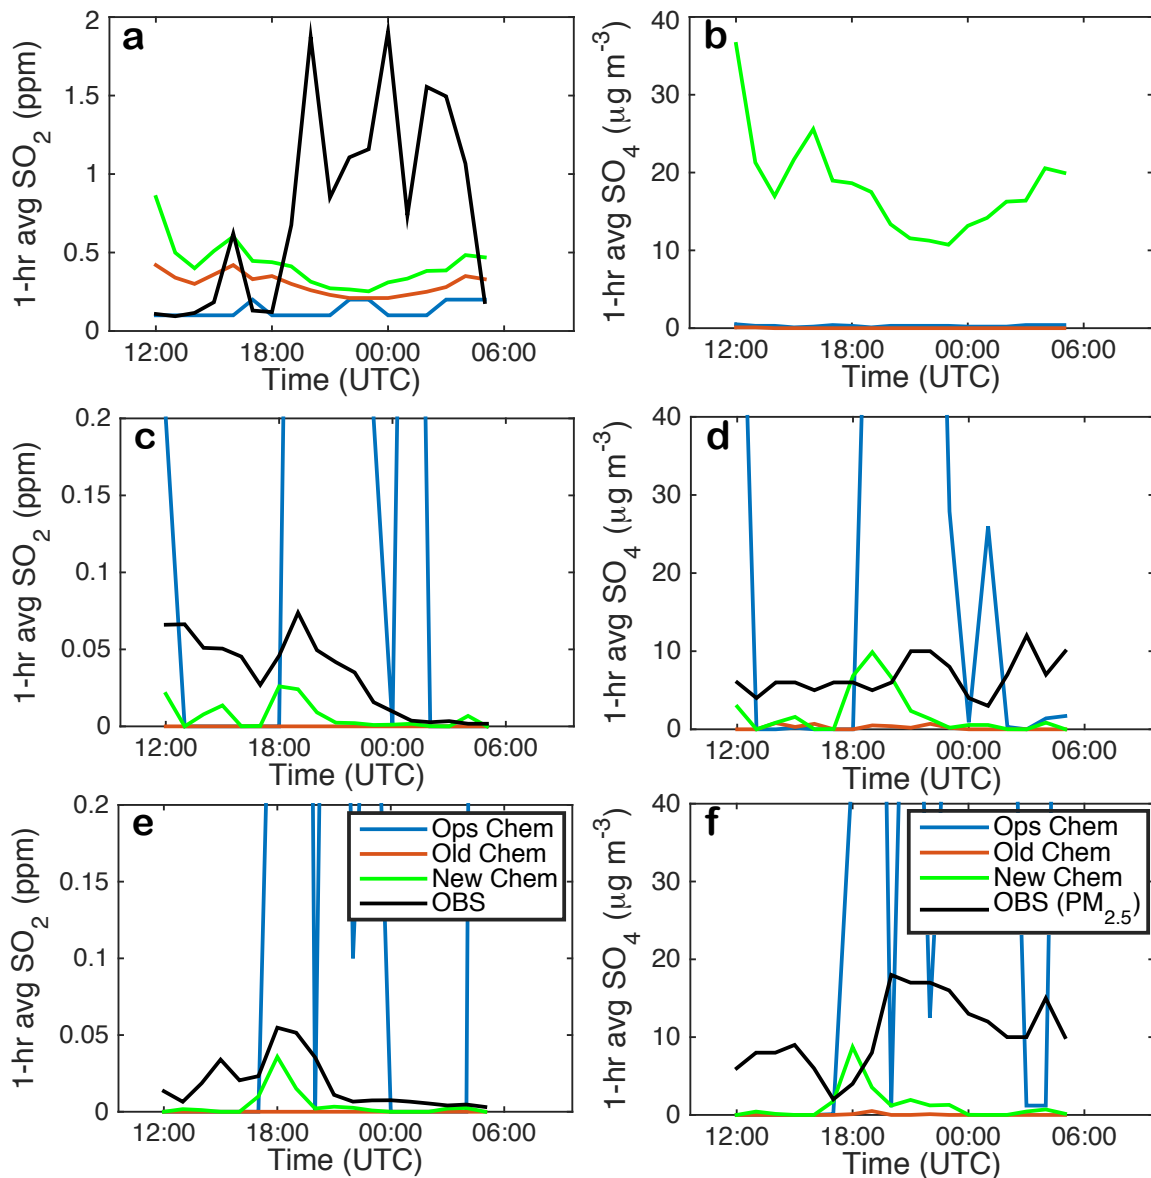 a
1-hr avg SO2 (ppm)
2
1.5
1
0.5
0
12:00 18:00 00:00 06:00
Time (UTC)
b
1-hr avg SO4 (μg m-3)
40
30
20
10
0
12:00 18:00 00:00 06:00
Time (UTC)
c
1-hr avg SO2 (ppm)
0.2
0.15
0.1
0.05
0
12:00 18:00 00:00 06:00
Time (UTC)
d
1-hr avg SO4 (μg m-3)
40
30
20
10
0
12:00 18:00 00:00 06:00
Time (UTC)
e
1-hr avg SO2 (ppm)
0.2
0.15
0.1
0.05
0
Ops Chem
Old Chem
New Chem
OBS
12:00 18:00 00:00 06:00
Time (UTC)
f
1-hr avg SO4 (μg m-3)
40
30
20
10
0
Ops Chem
Old Chem
New Chem
OBS (PM2.5)
12:00 18:00 00:00 06:00
Time (UTC)